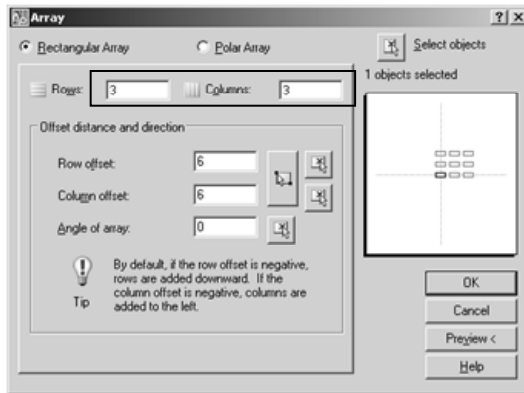 Array
Rectangular Array Polar Array Select objects
1 objects selected
Rows: 3 Columns: 3
Offset distance and direction
Row offset: 6
Column offset: 6
Angle of array: 0
By default, if the row offset is negative,
rows are added downward. If the
column offset is negative, columns are
added to the left.
Tip
OK
Cancel
Preview <
Help